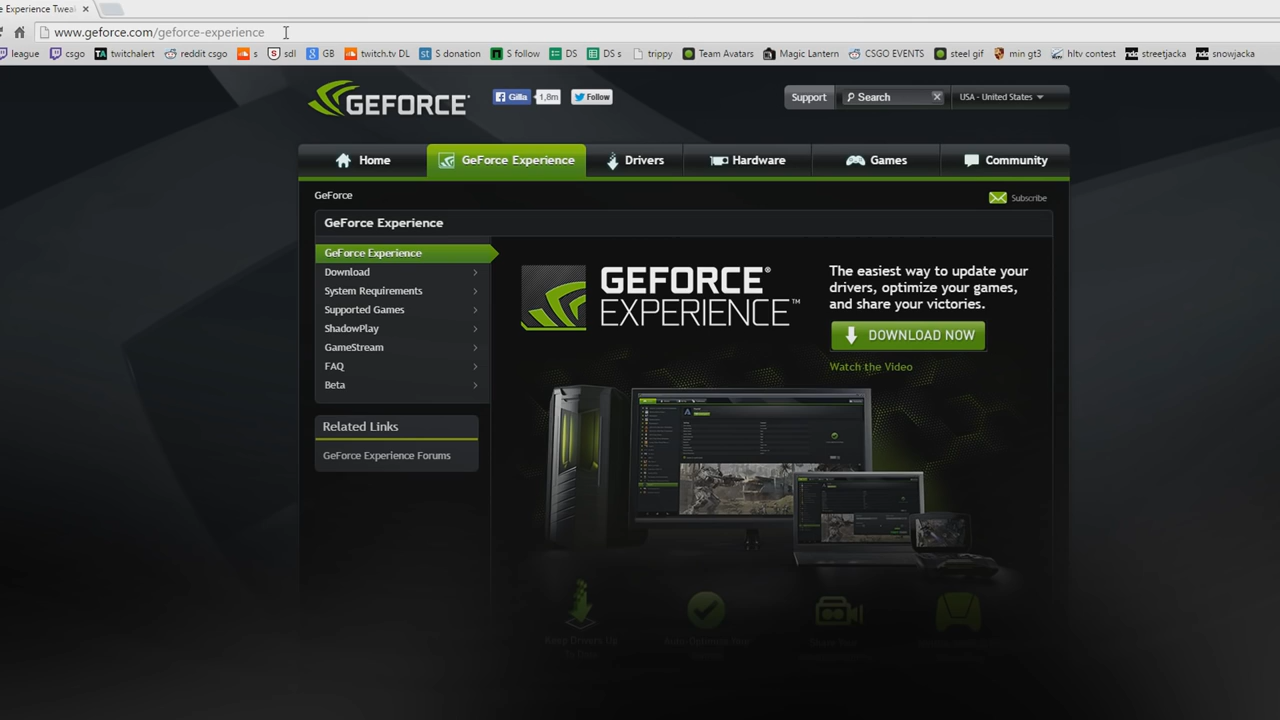 e Experience Tweak
www.geforce.com/geforce-experience
league csgo twitchalert reddit csgo s sdl GB twitch.tv DL S donation S follow DS DS s trippy Team Avatars Magic Lantern CSGO EVENTS steel gif min gt3 hltv contest streetjacka snowjacka
GEFORCE Gilla 1,8m Follow Support Search USA - United States
Home GeForce Experience Drivers Hardware Games Community
GeForce Subscribe
GeForce Experience
GeForce Experience
Download
System Requirements
Supported Games
ShadowPlay
GameStream
FAQ
Beta
Related Links
GeForce Experience Forums
GEFORCE®
EXPERIENCE™
The easiest way to update your
drivers, optimize your games,
and share your victories.
DOWNLOAD NOW
Watch the Video
Keep Drivers Up